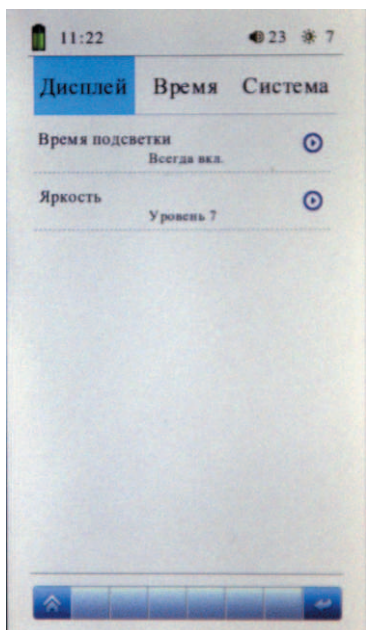 11:22 23 7
Дисплей Время Система
Время подсветки
Всегда вкл.
Яркость
Уровень 7